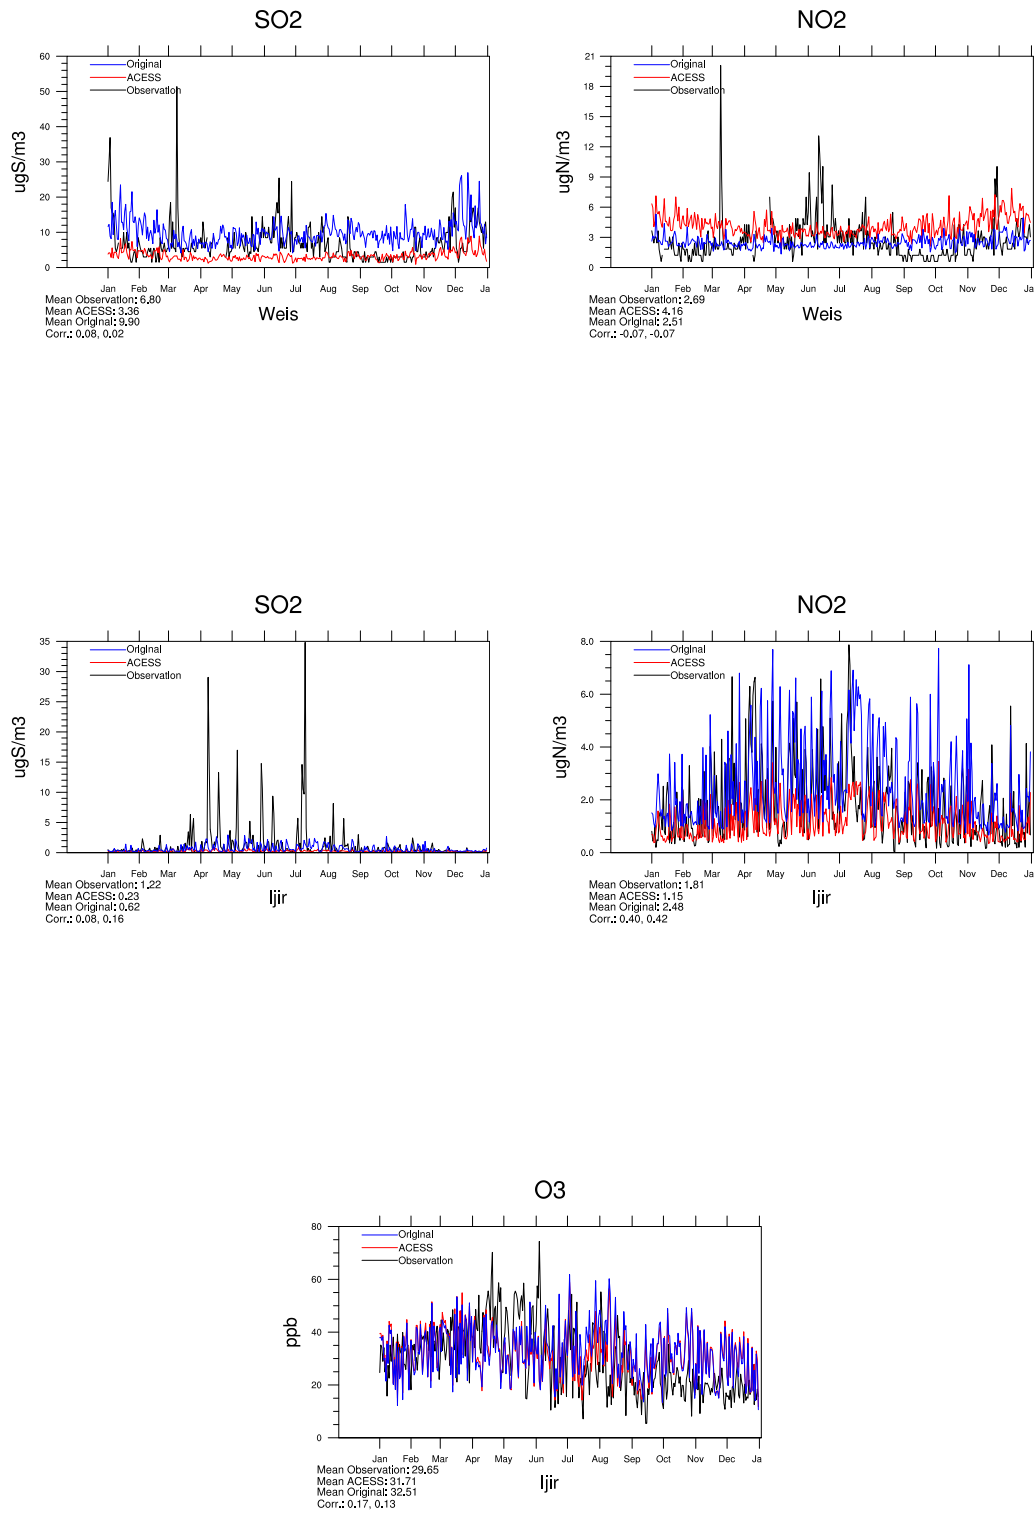 SO2
60
50
40
30
20
10
0
ugS/m3
Original
ACESS
Observation
Jan Feb Mar Apr May Jun Jul Aug Sep Oct Nov Dec Ja
Mean Observation: 6.80
Mean ACESS: 3.36
Mean Original: 9.90
Corr.: 0.08, 0.02
Weis
NO2
21
18
15
12
9
6
3
0
ugN/m3
Original
ACESS
Observation
Jan Feb Mar Apr May Jun Jul Aug Sep Oct Nov Dec Ja
Mean Observation: 2.69
Mean ACESS: 4.16
Mean Original: 2.51
Corr.: -0.07, -0.07
Weis
SO2
35
30
25
20
15
10
5
0
ugS/m3
Original
ACESS
Observation
Jan Feb Mar Apr May Jun Jul Aug Sep Oct Nov Dec Ja
Mean Observation: 1.22
Mean ACESS: 0.23
Mean Original: 0.62
Corr.: 0.08, 0.16
Ijir
NO2
8.0
6.0
4.0
2.0
0.0
ugN/m3
Original
ACESS
Observation
Jan Feb Mar Apr May Jun Jul Aug Sep Oct Nov Dec Ja
Mean Observation: 1.81
Mean ACESS: 1.15
Mean Original: 2.48
Corr.: 0.40, 0.42
Ijir
O3
80
60
40
20
0
ppb
Original
ACESS
Observation
Jan Feb Mar Apr May Jun Jul Aug Sep Oct Nov Dec Ja
Mean Observation: 29.65
Mean ACESS: 31.71
Mean Original: 32.51
Corr.: 0.17, 0.13
Ijir